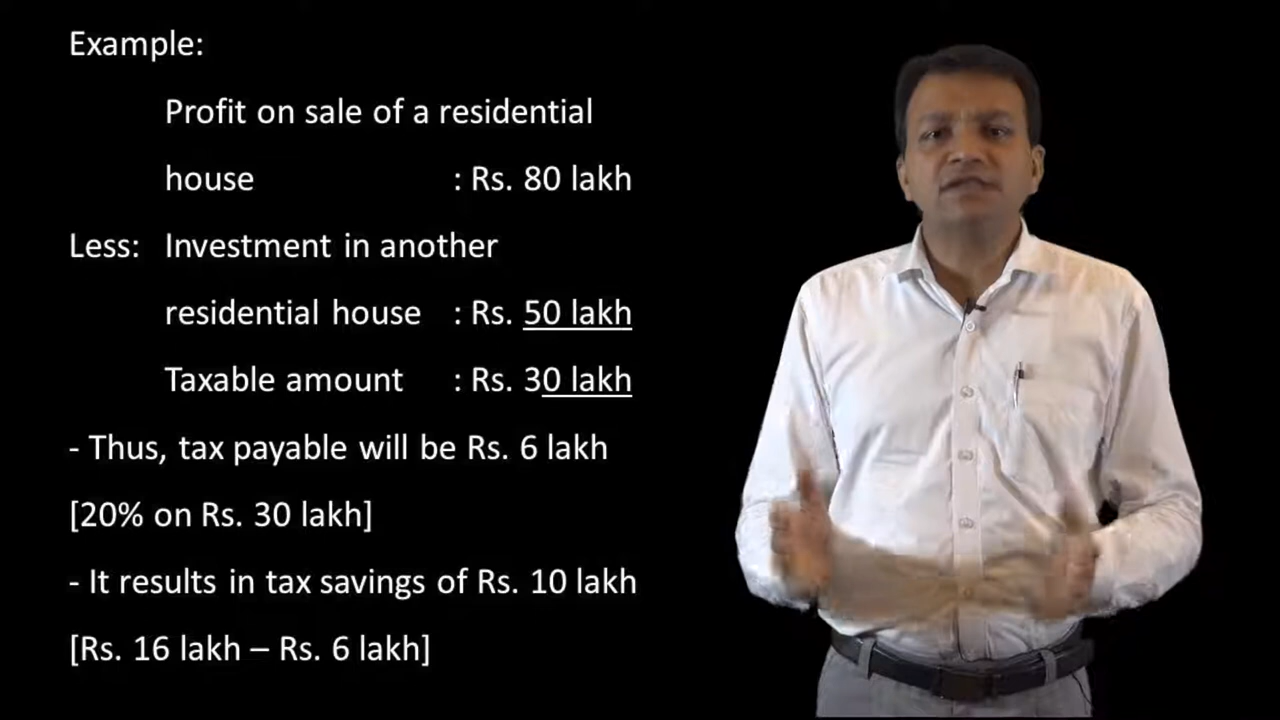 Example:
Profit on sale of a residential
house : Rs. 80 lakh
Less: Investment in another
residential house : Rs. 50 lakh
Taxable amount : Rs. 30 lakh
- Thus, tax payable will be Rs. 6 lakh
[20% on Rs. 30 lakh]
- It results in tax savings of Rs. 10 lakh
[Rs. 16 lakh – Rs. 6 lakh]